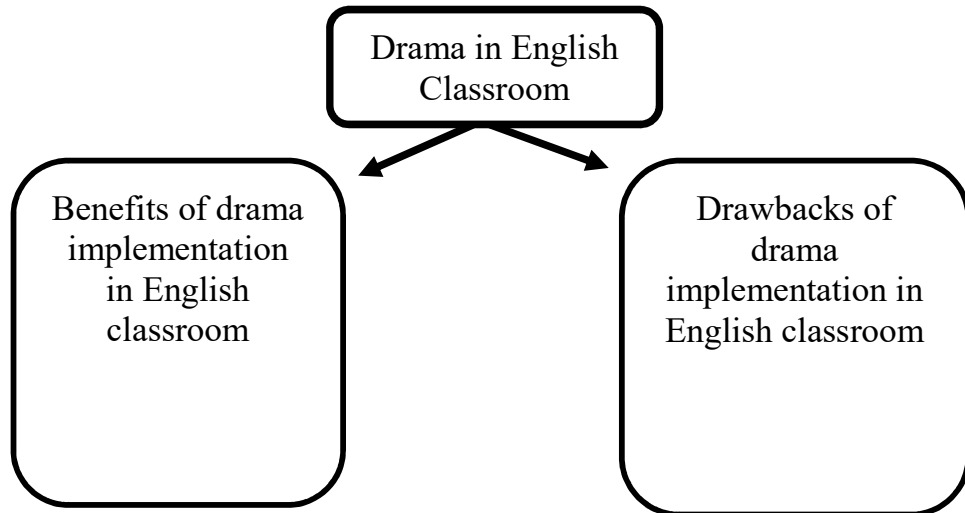 Drama in English
Classroom
Benefits of drama
implementation
in English
classroom
Drawbacks of
drama
implementation in
English classroom